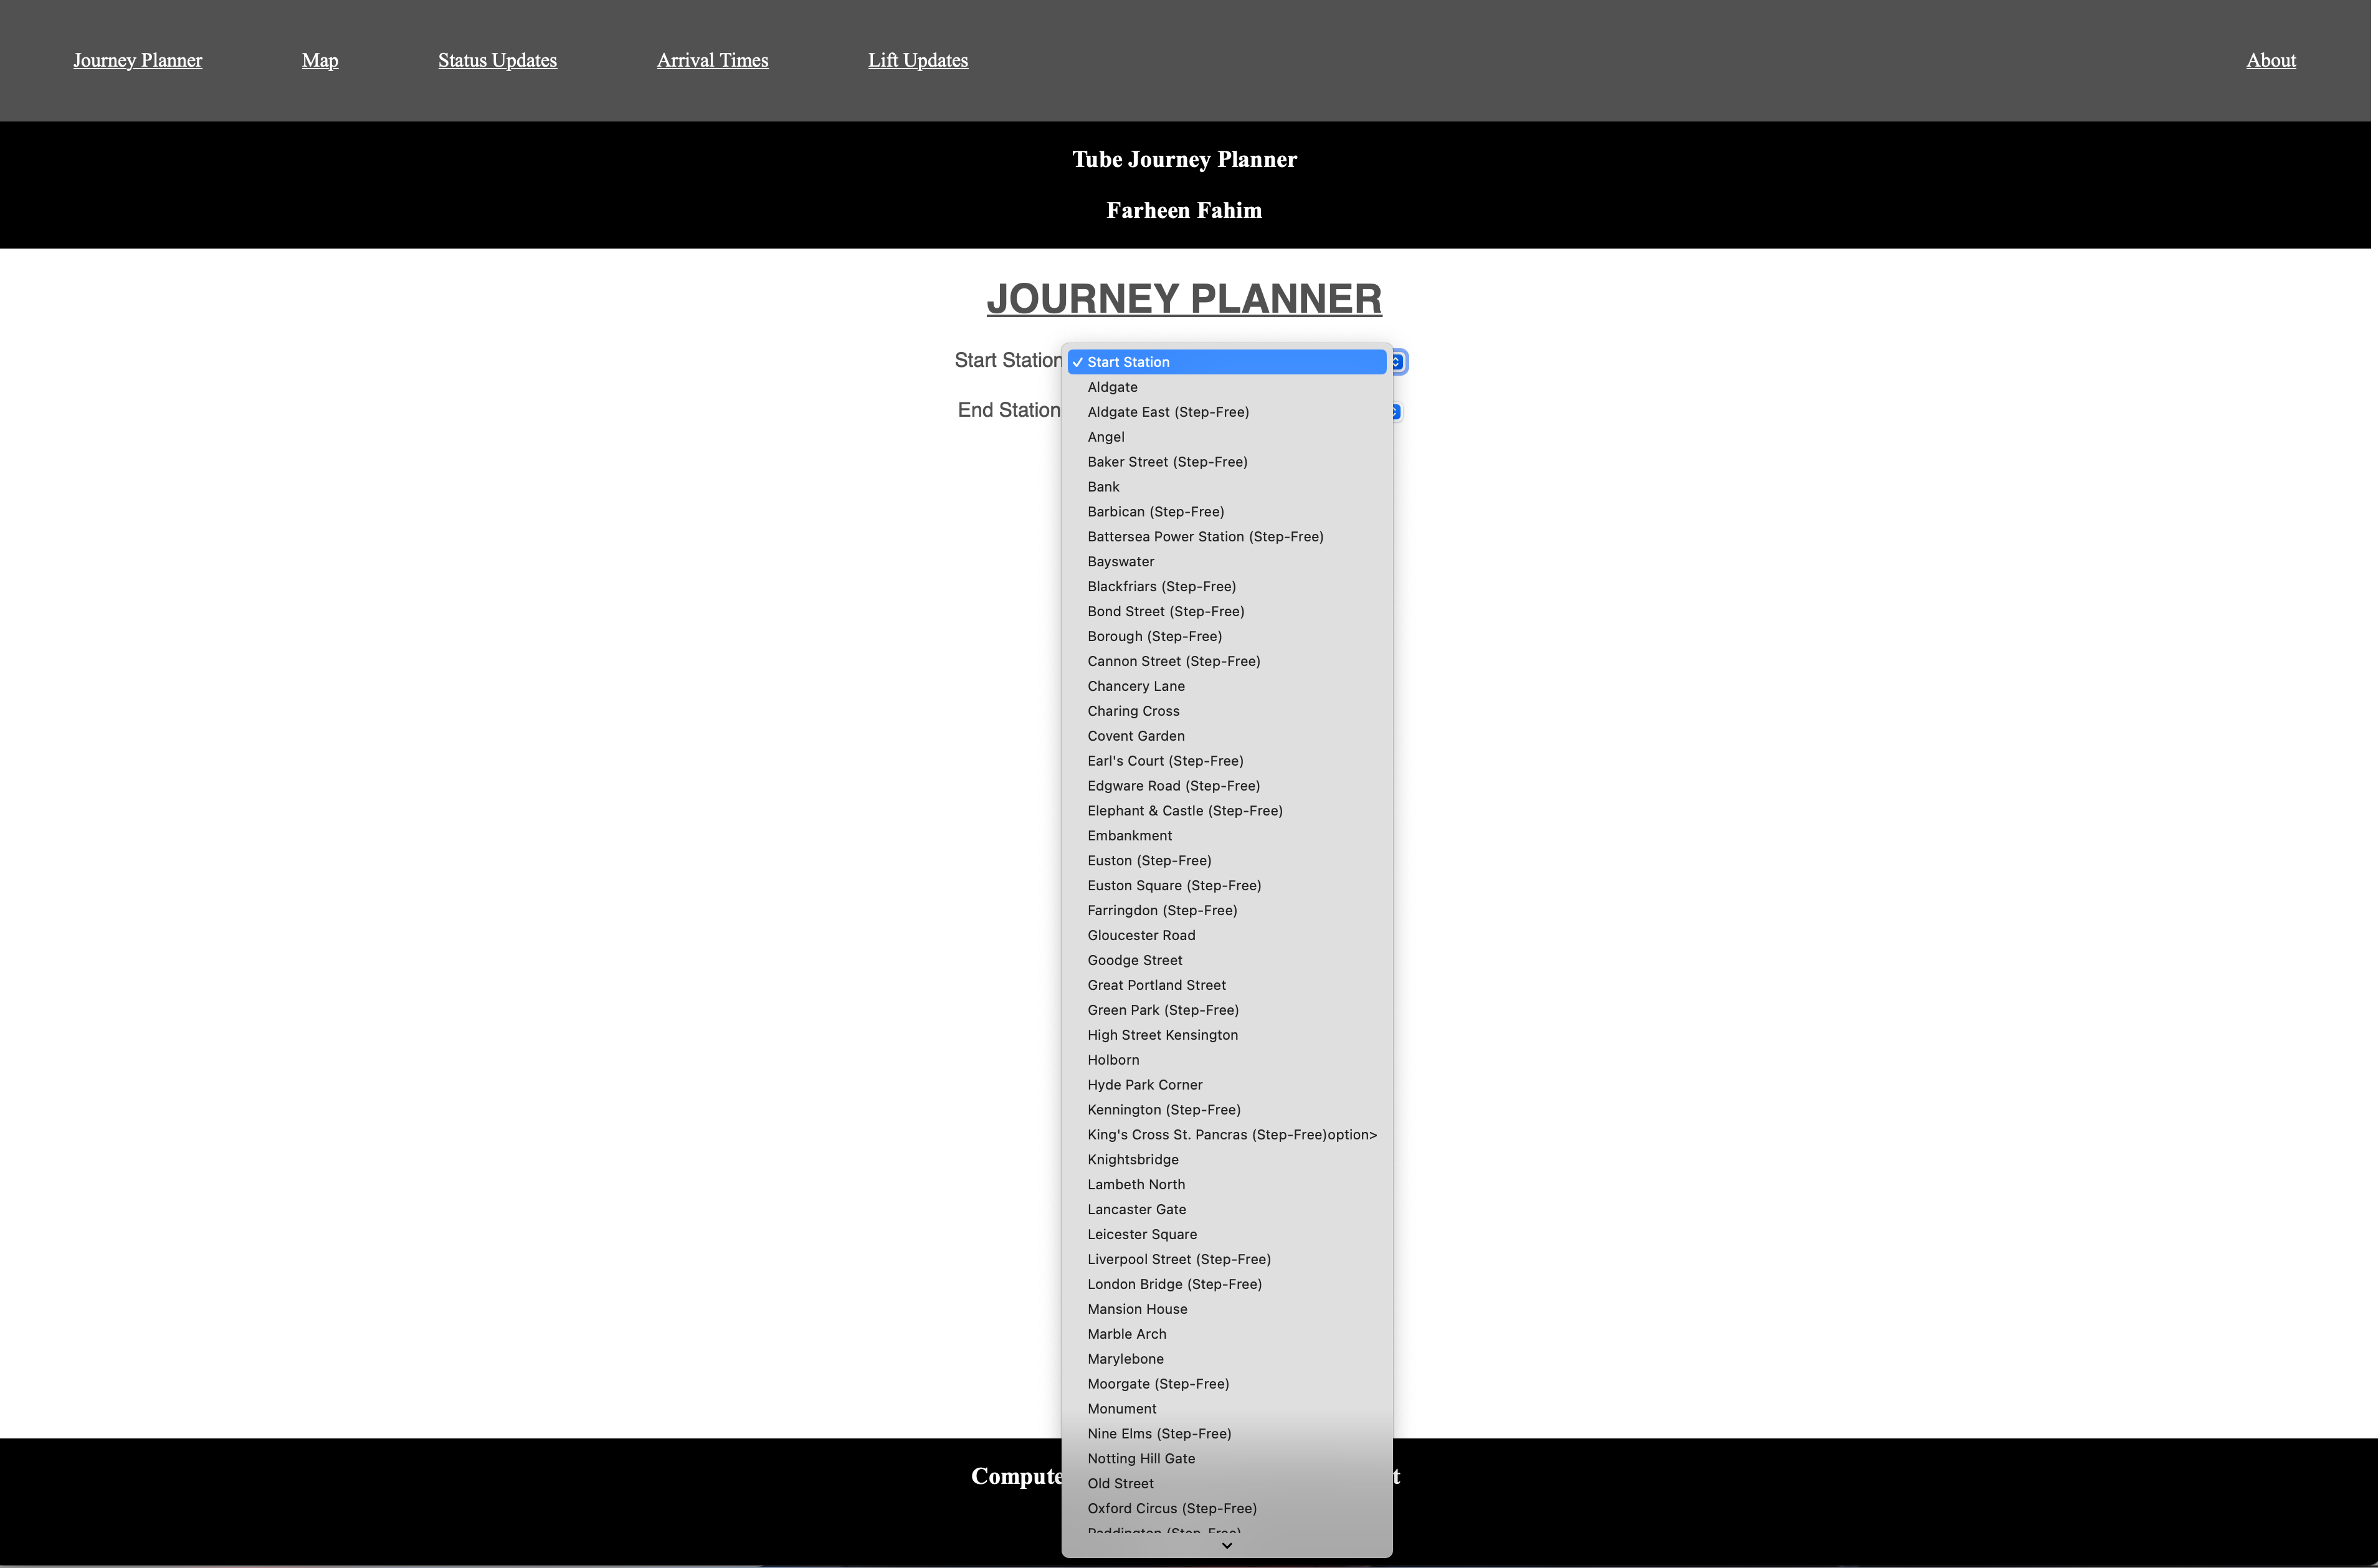 Journey Planner Map Status Updates Arrival Times Lift Updates About
Tube Journey Planner
Farheen Fahim
JOURNEY PLANNER
Start Station
✓ Start Station
Aldgate
End Station
Aldgate East (Step-Free)
Angel
Baker Street (Step-Free)
Bank
Barbican (Step-Free)
Battersea Power Station (Step-Free)
Bayswater
Blackfriars (Step-Free)
Bond Street (Step-Free)
Borough (Step-Free)
Cannon Street (Step-Free)
Chancery Lane
Charing Cross
Covent Garden
Earl's Court (Step-Free)
Edgware Road (Step-Free)
Elephant & Castle (Step-Free)
Embankment
Euston (Step-Free)
Euston Square (Step-Free)
Farringdon (Step-Free)
Gloucester Road
Goodge Street
Great Portland Street
Green Park (Step-Free)
High Street Kensington
Holborn
Hyde Park Corner
Kennington (Step-Free)
King's Cross St. Pancras (Step-Free)option>
Knightsbridge
Lambeth North
Lancaster Gate
Leicester Square
Liverpool Street (Step-Free)
London Bridge (Step-Free)
Mansion House
Marble Arch
Marylebone
Moorgate (Step-Free)
Monument
Nine Elms (Step-Free)
Notting Hill Gate
Old Street
Oxford Circus (Step-Free)
Paddington (Step-Free)